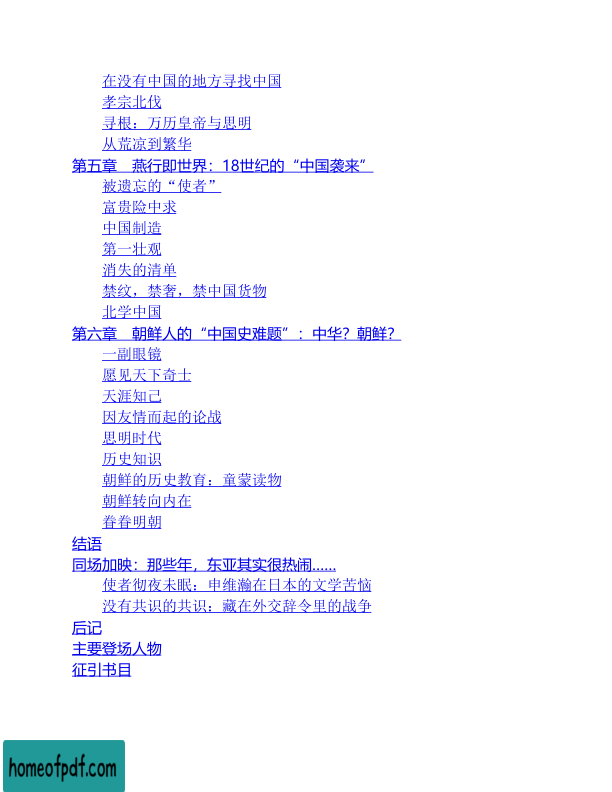 在没有中国的地方寻找中国
孝宗北伐
寻根：万历皇帝与思明
从荒凉到繁华
第五章　燕行即世界：18世纪的“中国袭来”
被遗忘的“使者”
富贵险中求
中国制造
第一壮观
消失的清单
禁纹，禁奢，禁中国货物
北学中国
第六章　朝鲜人的“中国史难题”：中华？朝鲜？
一副眼镜
愿见天下奇士
天涯知己
因友情而起的论战
思明时代
历史知识
朝鲜的历史教育：童蒙读物
朝鲜转向内在
眷眷明朝
结语
同场加映：那些年，东亚其实很热闹……
使者彻夜未眠：申维瀚在日本的文学苦恼
没有共识的共识：藏在外交辞令里的战争
后记
主要登场人物
征引书目
homeofpdf.com